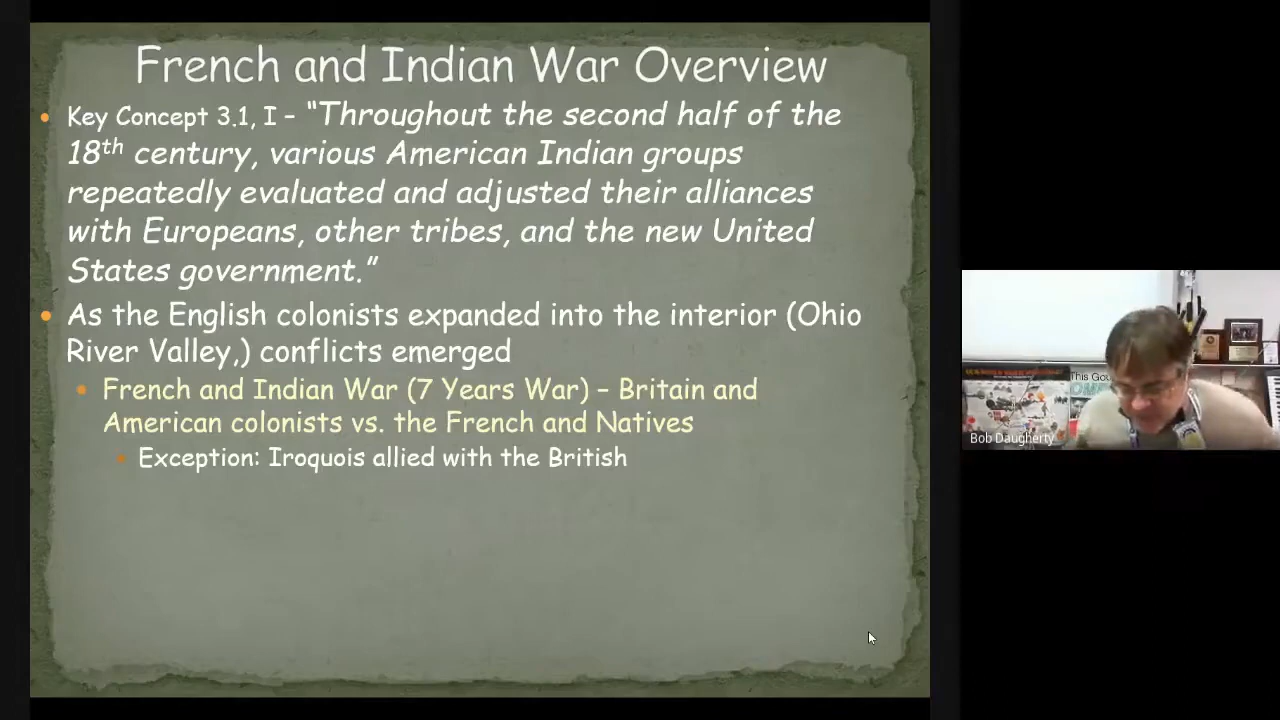 French and Indian War Overview
• Key Concept 3.1, I – “Throughout the second half of the
18th century, various American Indian groups
repeatedly evaluated and adjusted their alliances
with Europeans, other tribes, and the new United
States government.”
• As the English colonists expanded into the interior (Ohio
River Valley,) conflicts emerged
• French and Indian War (7 Years War) – Britain and
American colonists vs. the French and Natives
• Exception: Iroquois allied with the British
This Go
Bob Daugherty